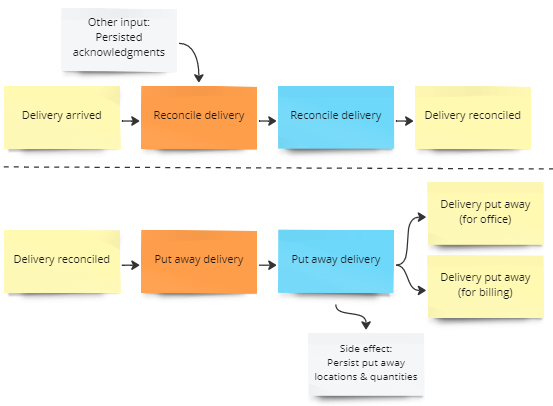 Other input:
Persisted
acknowledgments
Delivery arrived
Reconcile delivery
Reconcile delivery
Delivery reconciled
Delivery reconciled
Put away delivery
Put away delivery
Delivery put away
(for office)
Delivery put away
(for billing)
Side effect:
Persist put away
locations & quantities